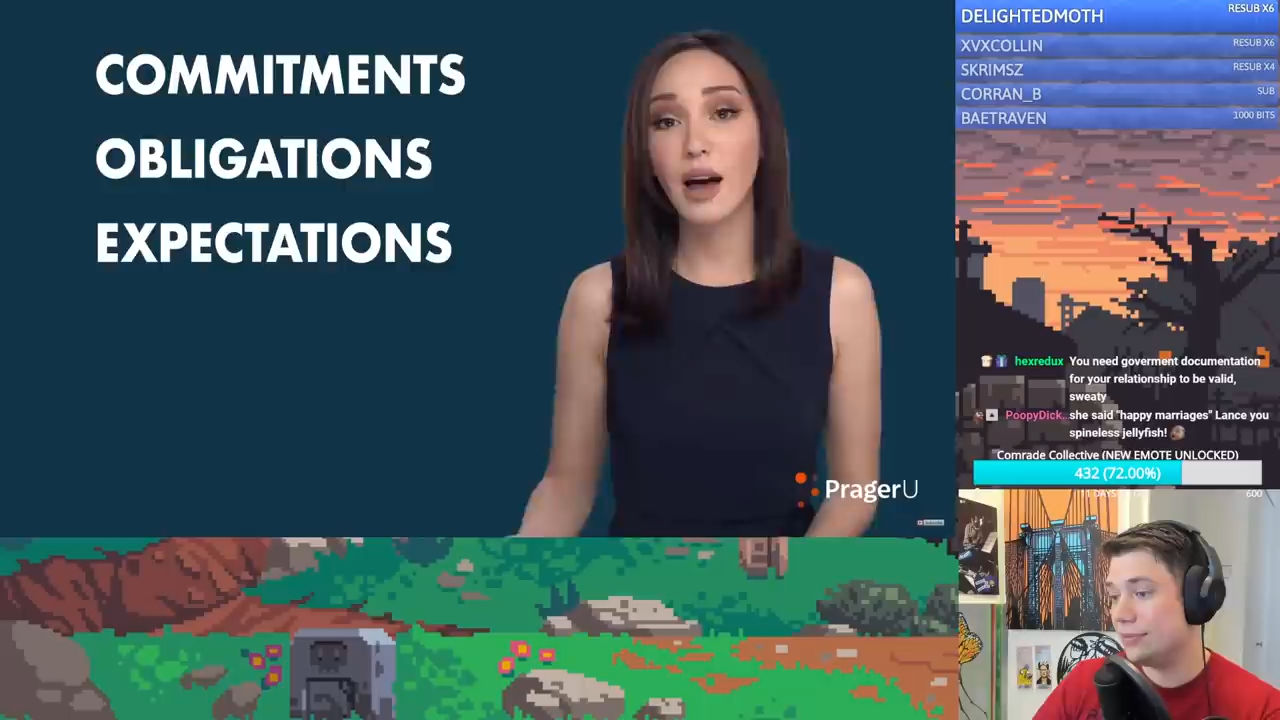 COMMITMENTS
OBLIGATIONS
EXPECTATIONS
PragerU
DELIGHTEDMOTH RESUB X6
XVXCOLLIN RESUB X6
SKRIMSZ RESUB X4
CORRAN_B SUB
BAETRAVEN 1000 BITS
hexredux You need goverment documentation
for your relationship to be valid,
sweaty
PoopyDick.. she said "happy marriages" Lance you
spineless jellyfish!
Comrade Collective (NEW EMOTE UNLOCKED)
432 (72.00%)
600